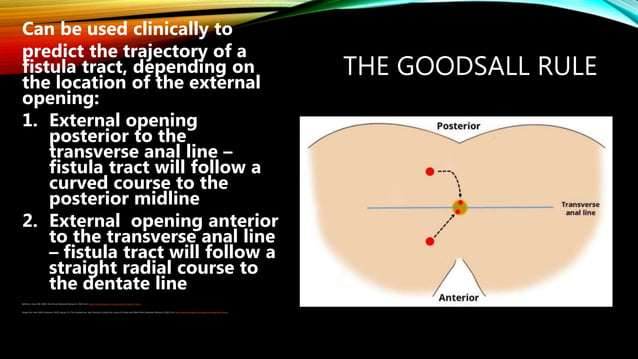 Can be used clinically to
predict the trajectory of a
fistula tract, depending on
the location of the external
opening:
1. External opening
posterior to the
transverse anal line –
fistula tract will follow a
curved course to the
posterior midline
2. External opening anterior
to the transverse anal line
– fistula tract will follow a
straight radial course to
the dentate line
THE GOODSALL RULE
Posterior
Transverse
anal line
Anterior